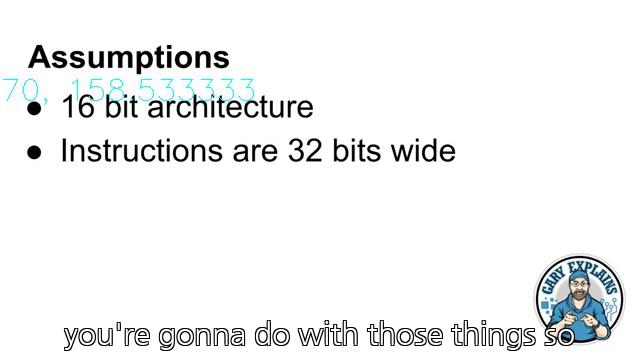 Assumptions
70, 158.533333
● 16 bit architecture
● Instructions are 32 bits wide
GARY EXPLAINS
you're gonna do with those things so